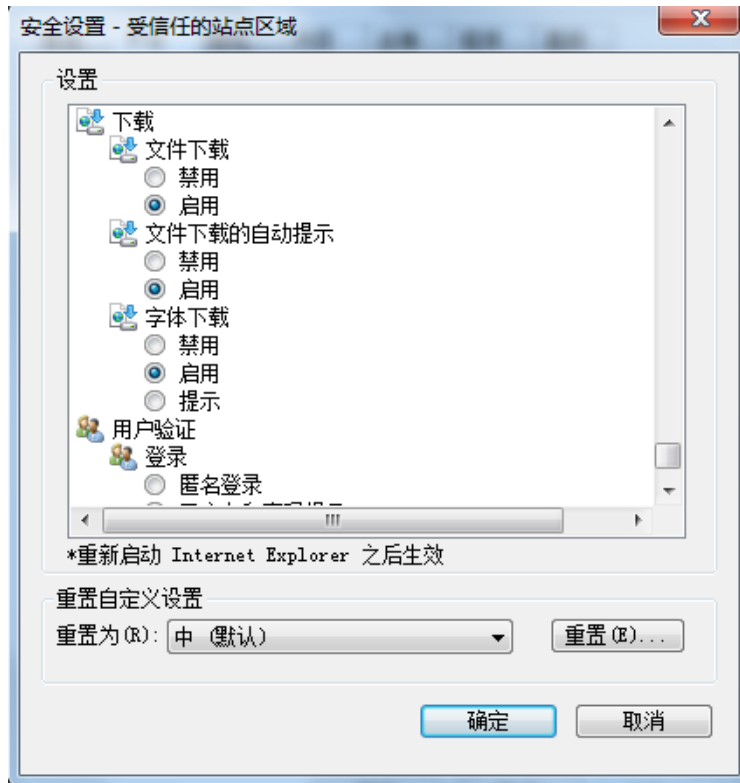 安全设置 - 受信任的站点区域
设置
下载
文件下载
禁用
启用
文件下载的自动提示
禁用
启用
字体下载
禁用
启用
提示
用户验证
登录
匿名登录
*重新启动 Internet Explorer 之后生效
重置自定义设置
重置为(R): 中 (默认) 重置(E)...
确定 取消